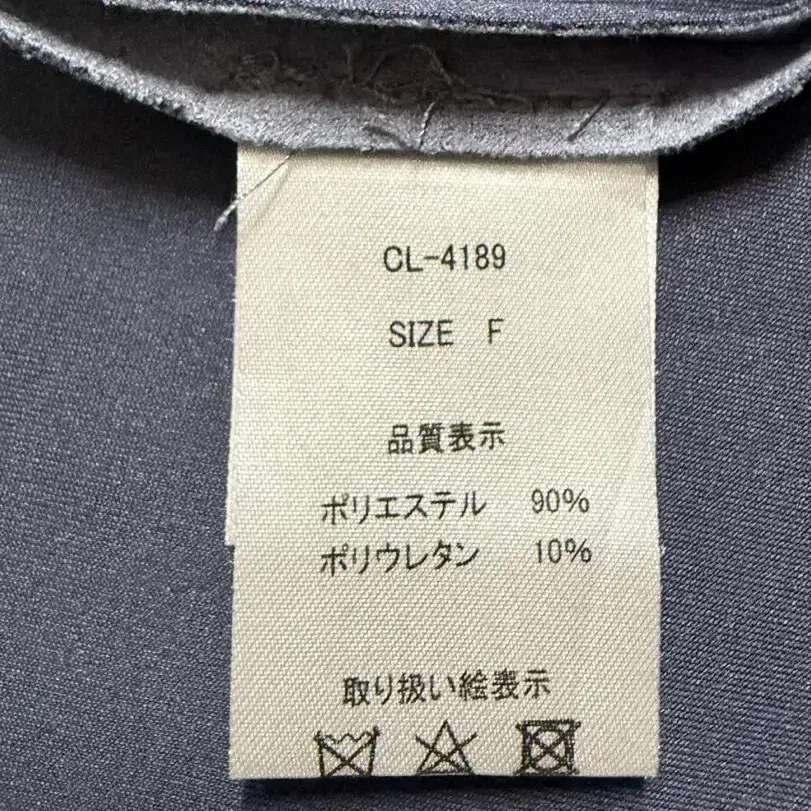 CL-4189
SIZE F
品質表示
ポリエステル 90%
ポリウレタン 10%
取り扱い絵表示